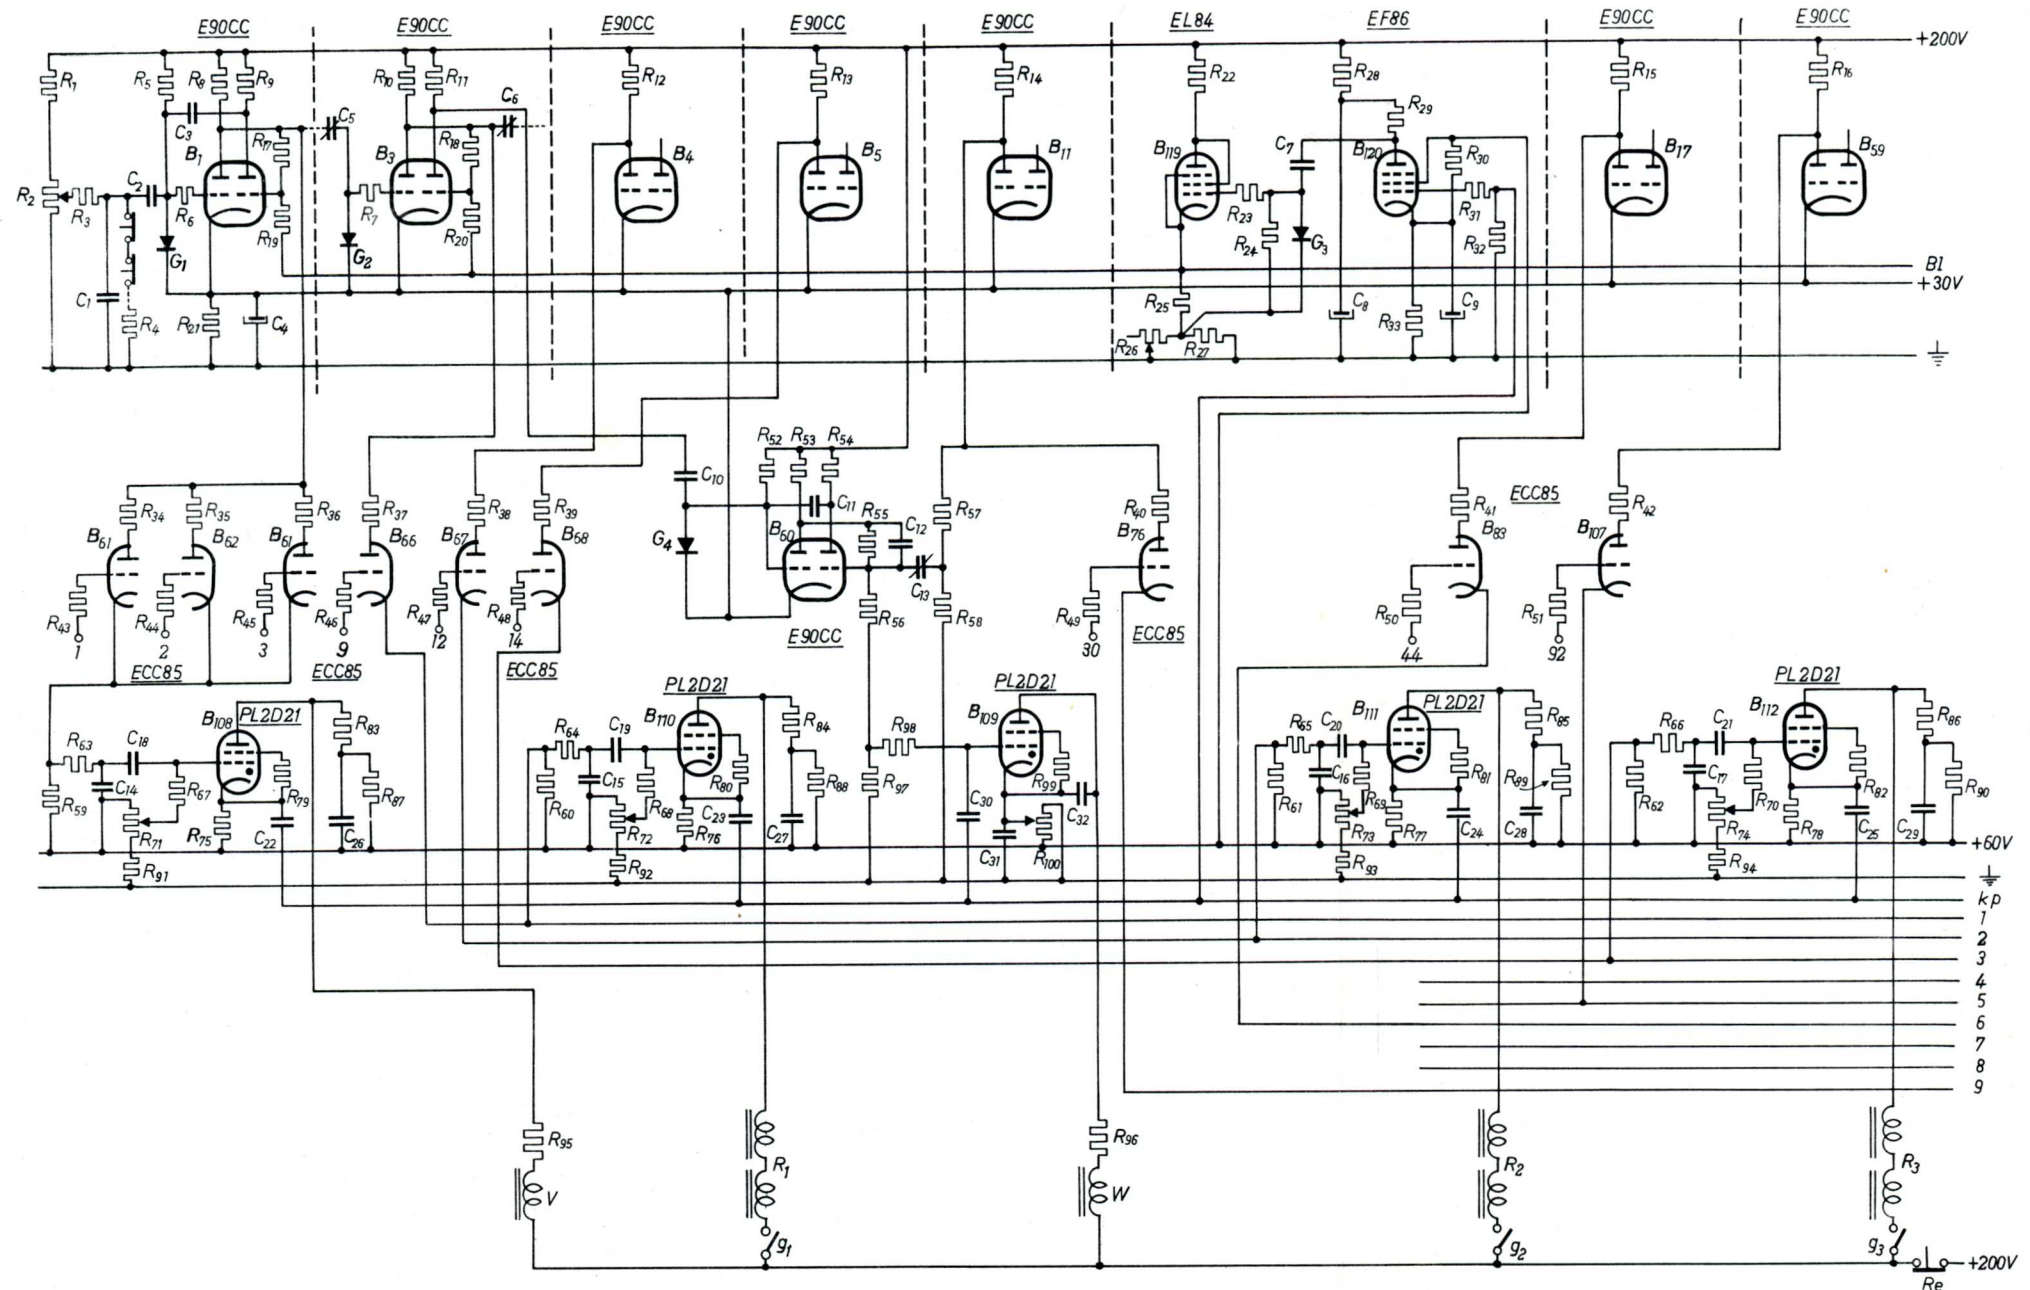 E90CC E90CC E90CC E90CC E90CC EL84 EF86 E90CC E90CC
+200V
R1 R5 R8 R9 R10 R11 R12 R13 R14 R22 R28 R15 R16
C3 R17 C5 R18 C6 R29
B1 B3 B4 B5 B11 B119 C7 B120 R30 B17 B59
R2 R3 C2 R6 R7 R23 R31
R19 R20 R24 R32
G1 G2 G3
Bl
+30V
C1 R4 R21 C4 R25 C8 R33 C9
R26 R27
R52 R53 R54
C10
R34 R35 R36 R37 R38 R39 C11 R55 R57 R40 ECC85 R41 R42
B61 B62 B61 B66 B67 B68 G4 B60 C12 B76 B83 B107
C13
R43 R44 R45 R46 R47 R48 R56 R58 R49 R50 R51
1 2 3 9 12 14 E90CC 30 ECC85 44 92
ECC85 ECC85 ECC85
B108 PL2D21 R83 PL2D21 PL2D21 PL2D21 PL2D21
B110 R84 B109 B111 R85 B112 R86
R63 C18 R64 C19 R98 R65 C20 R66 C21
C14 R67 R79 R87 C15 R68 R80 R88 R97 R99 C16 R69 R81 R89 C17 R70 R82 R90
R59 R71 R75 C22 C26 R60 R72 R76 C23 C27 C30 C31 R100 C32 R61 R73 R77 C24 C28 R62 R74 R78 C25 C29
+60V
R91 R92 R93 R94
kp
1
2
3
4
5
6
7
8
9
R95 R1 R96 R2 R3
V W
g1 g2 g3
+200V
Re